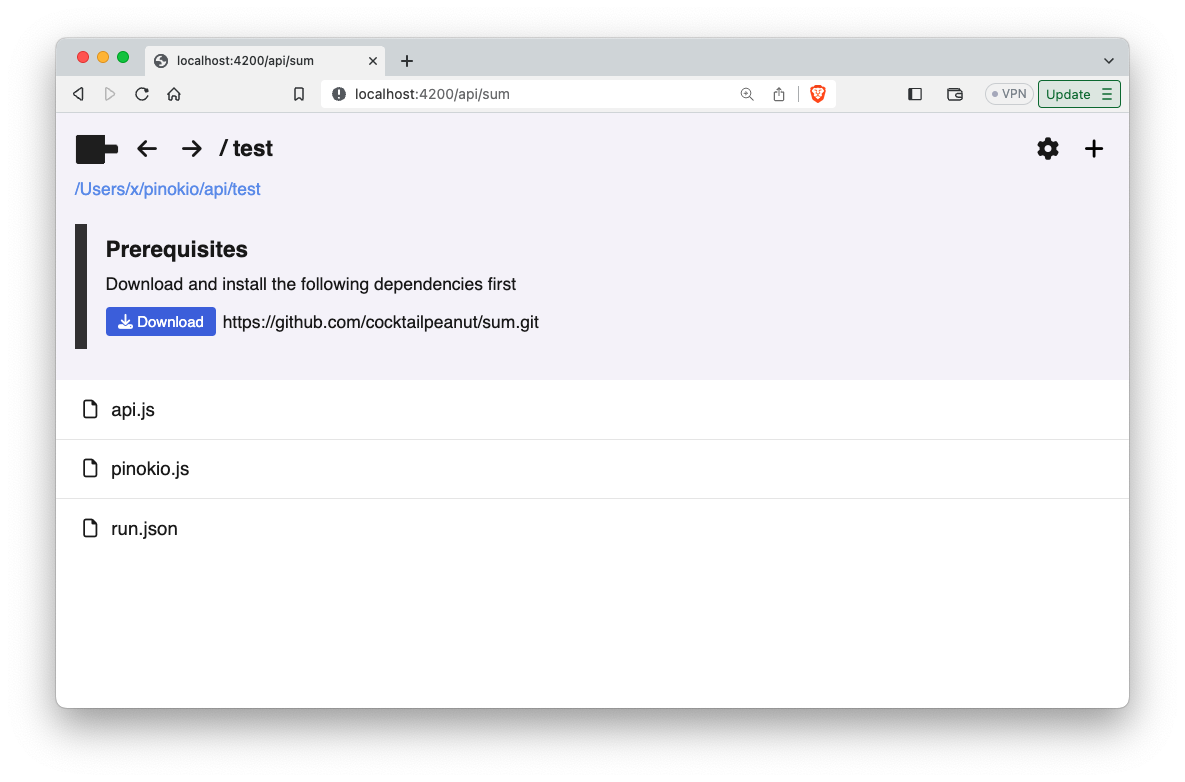 localhost:4200/api/sum
localhost:4200/api/sum
VPN
Update
/ test
/Users/x/pinokio/api/test
Prerequisites
Download and install the following dependencies first
Download https://github.com/cocktailpeanut/sum.git
api.js
pinokio.js
run.json